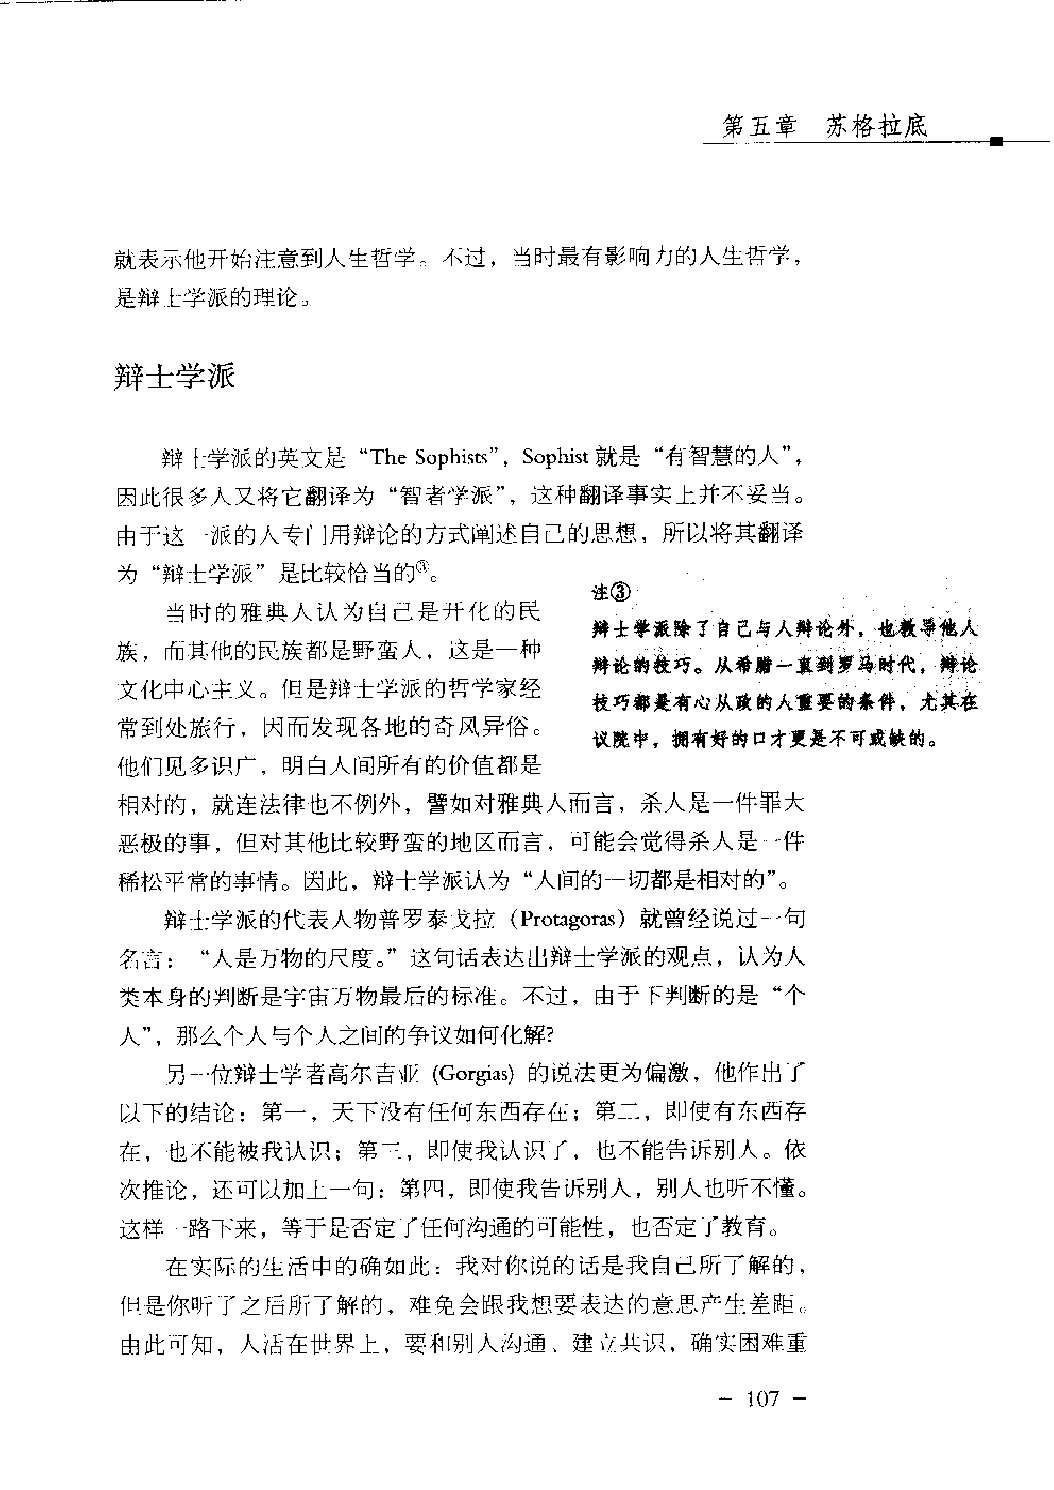 第五章 苏格拉底
就表示他开始注意到人生哲学。不过，当时最有影响力的人生哲学，
是辩士学派的理论。
辩士学派
辩士学派的英文是“The Sophists”，Sophist 就是“有智慧的人”，
因此很多人又将它翻译为“智者学派”，这种翻译事实上并不妥当。
由于这一派的人专门用辩论的方式阐述自己的思想，所以将其翻译
为“辩士学派”是比较恰当的③。
当时的雅典人认为自己是开化的民
族，而其他的民族都是野蛮人，这是一种
文化中心主义。但是辩士学派的哲学家经
常到处旅行，因而发现各地的奇风异俗。
他们见多识广，明白人间所有的价值都是
相对的，就连法律也不例外，譬如对雅典人而言，杀人是一件罪大
恶极的事，但对其他比较野蛮的地区而言，可能会觉得杀人是一件
稀松平常的事情。因此，辩士学派认为“人间的一切都是相对的”。
注③
辩士学派除了自己与人辩论外，也教导他人
辩论的技巧。从希腊一直到罗马时代，辩论
技巧都是有心从政的人重要的条件，尤其在
议院中，拥有好的口才更是不可或缺的。
辩士学派的代表人物普罗泰戈拉（Protagoras）就曾经说过一句
名言：“人是万物的尺度。”这句话表达出辩士学派的观点，认为人
类本身的判断是宇宙万物最后的标准。不过，由于下判断的是“个
人”，那么个人与个人之间的争议如何化解?
另一位辩士学者高尔吉亚 (Gorgias) 的说法更为偏激，他作出了
以下的结论：第一，天下没有任何东西存在；第二，即使有东西存
在，也不能被我认识；第三，即使我认识了，也不能告诉别人。依
次推论，还可以加上一句：第四，即使我告诉别人，别人也听不懂。
这样一路下来，等于是否定了任何沟通的可能性，也否定了教育。
在实际的生活中的确如此：我对你说的话是我自己所了解的，
但是你听了之后所了解的，难免会跟我想要表达的意思产生差距。
由此可知，人活在世界上，要和别人沟通、建立共识，确实困难重
- 107 -